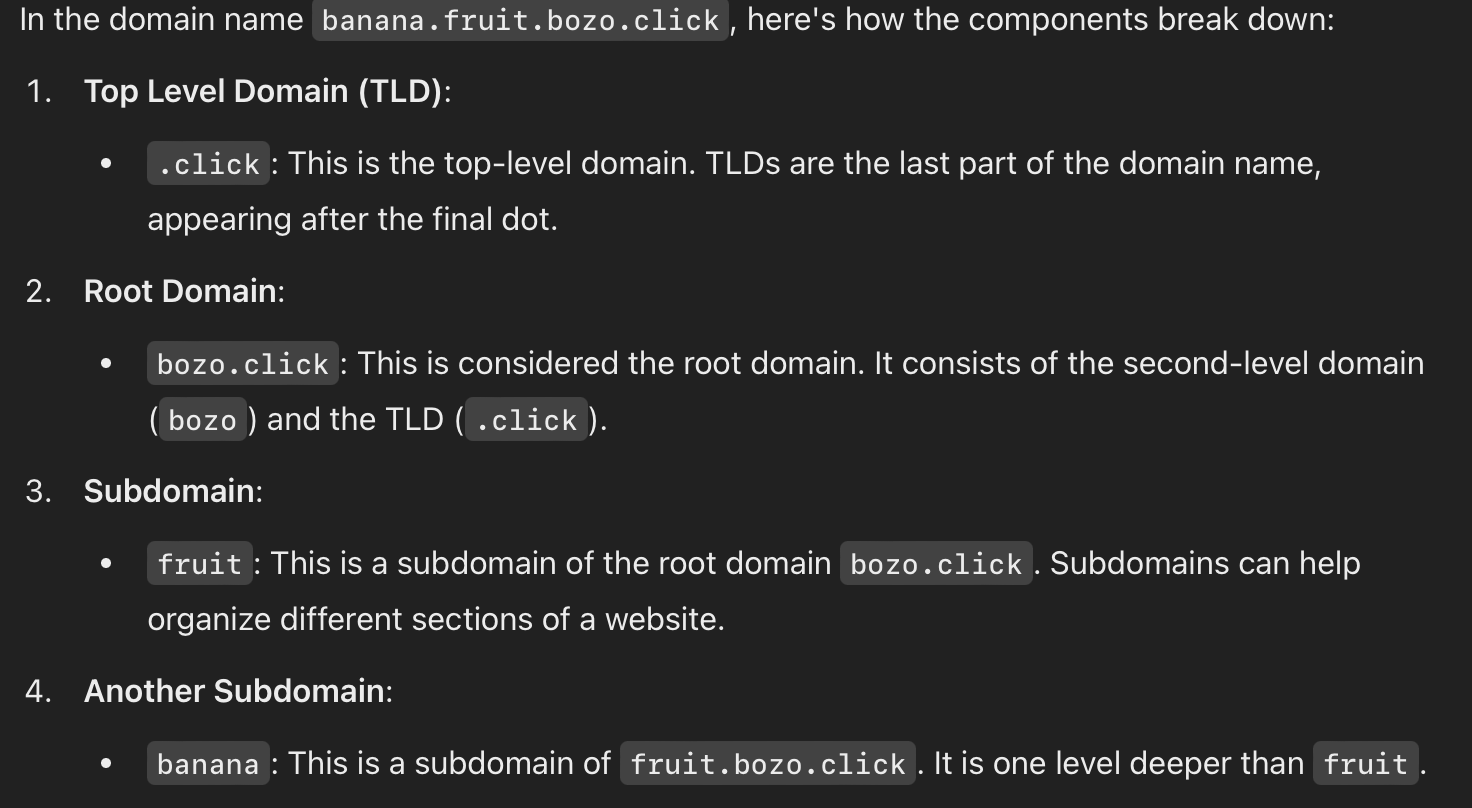 In the domain name banana.fruit.bozo.click, here's how the components break down:
1. Top Level Domain (TLD):
• .click: This is the top-level domain. TLDs are the last part of the domain name,
appearing after the final dot.
2. Root Domain:
• bozo.click: This is considered the root domain. It consists of the second-level domain
(bozo) and the TLD (.click).
3. Subdomain:
• fruit: This is a subdomain of the root domain bozo.click. Subdomains can help
organize different sections of a website.
4. Another Subdomain:
• banana: This is a subdomain of fruit.bozo.click. It is one level deeper than fruit.